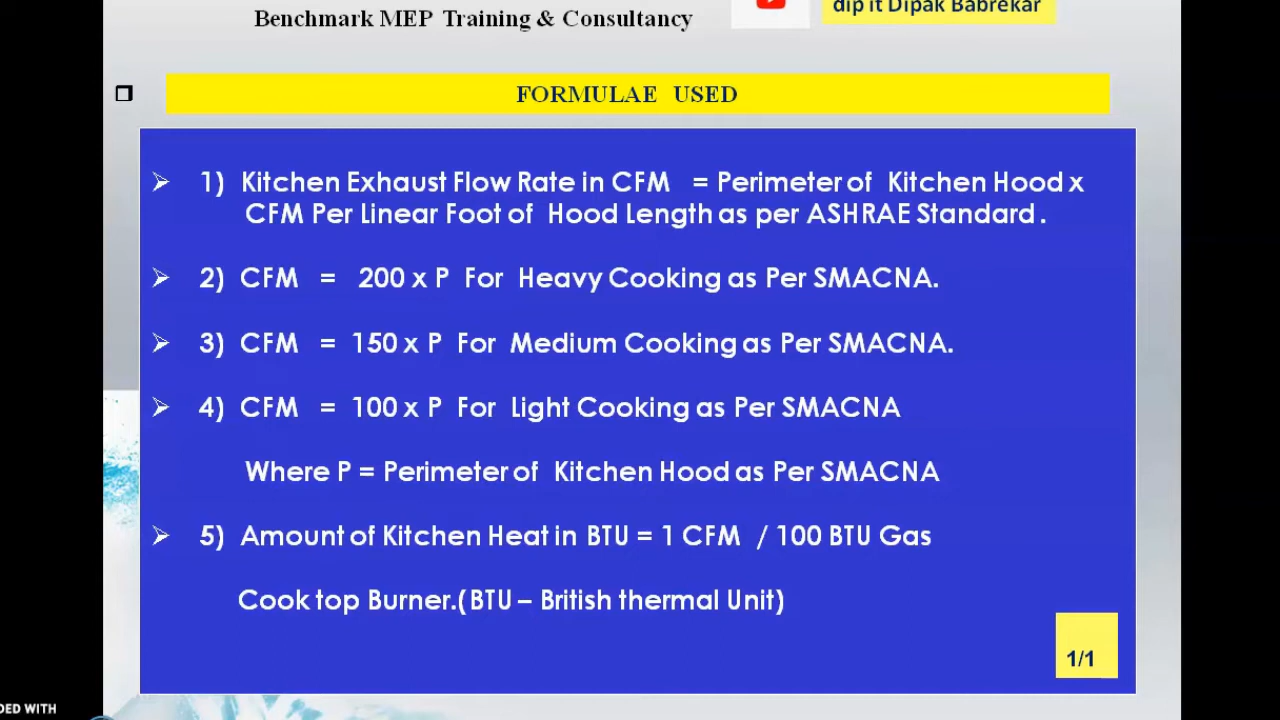 Benchmark MEP Training & Consultancy
dip it Dipak Babrekar
FORMULAE USED
1) Kitchen Exhaust Flow Rate in CFM = Perimeter of Kitchen Hood x
CFM Per Linear Foot of Hood Length as per ASHRAE Standard.
2) CFM = 200 x P For Heavy Cooking as Per SMACNA.
3) CFM = 150 x P For Medium Cooking as Per SMACNA.
4) CFM = 100 x P For Light Cooking as Per SMACNA
Where P = Perimeter of Kitchen Hood as Per SMACNA
5) Amount of Kitchen Heat in BTU = 1 CFM / 100 BTU Gas
Cook top Burner.(BTU – British thermal Unit)
1/1
DED WITH